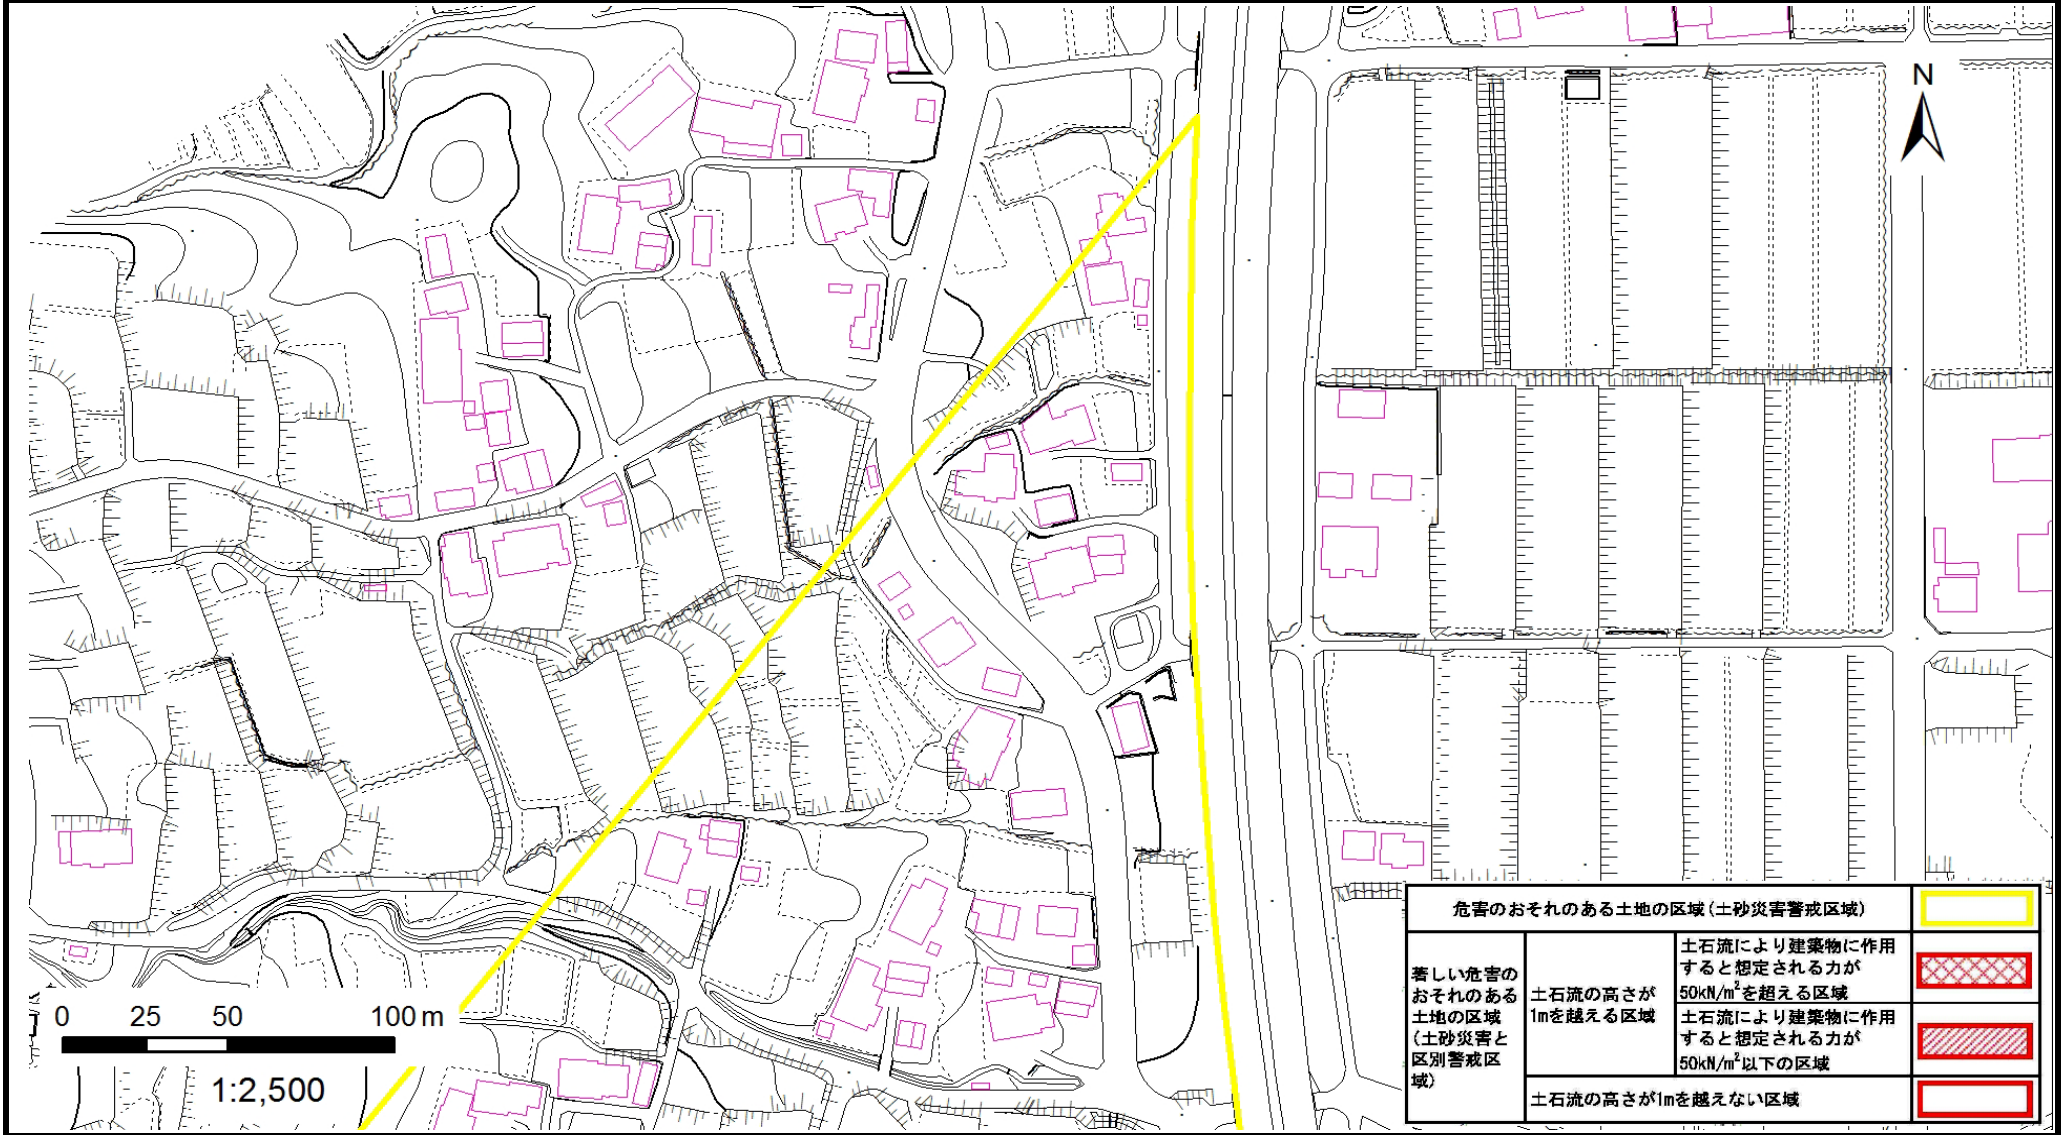 N
0 25 50 100 m
1:2,500
危害のおそれのある土地の区域(土砂災害警戒区域)
著しい危害の
おそれのある
土地の区域
(土砂災害と
区別警戒区
域)
土石流の高さが
1mを越える区域
土石流により建築物に作用
すると想定される力が
50kN/m²を超える区域
土石流により建築物に作用
すると想定される力が
50kN/m²以下の区域
土石流の高さが1mを越えない区域